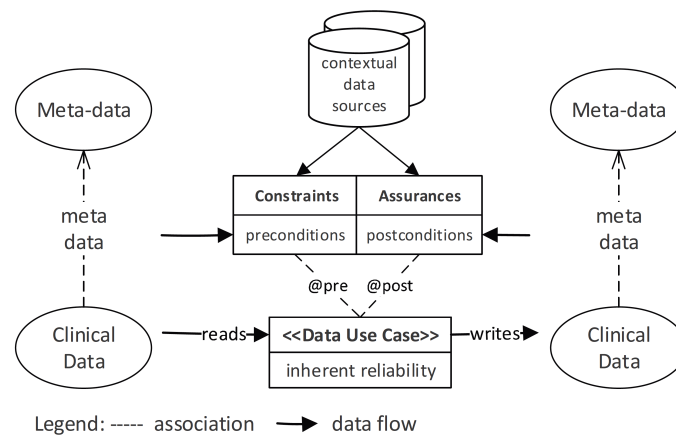 contextual
data
sources
Meta-data
Meta-data
Constraints
Assurances
preconditions
postconditions
meta
data
meta
data
@pre
@post
Clinical
Data
reads
<<Data Use Case>>
inherent reliability
writes
Clinical
Data
Legend: ----- association
data flow